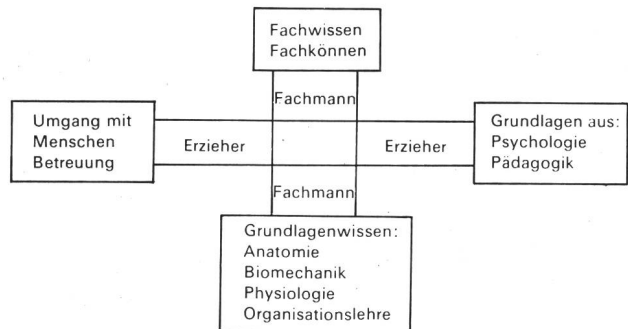 Fachwissen
Fachkönnen
Fachmann
Umgang mit
Menschen
Betreuung
Erzieher
Erzieher
Grundlagen aus:
Psychologie
Pädagogik
Fachmann
Grundlagenwissen:
Anatomie
Biomechanik
Physiologie
Organisationslehre